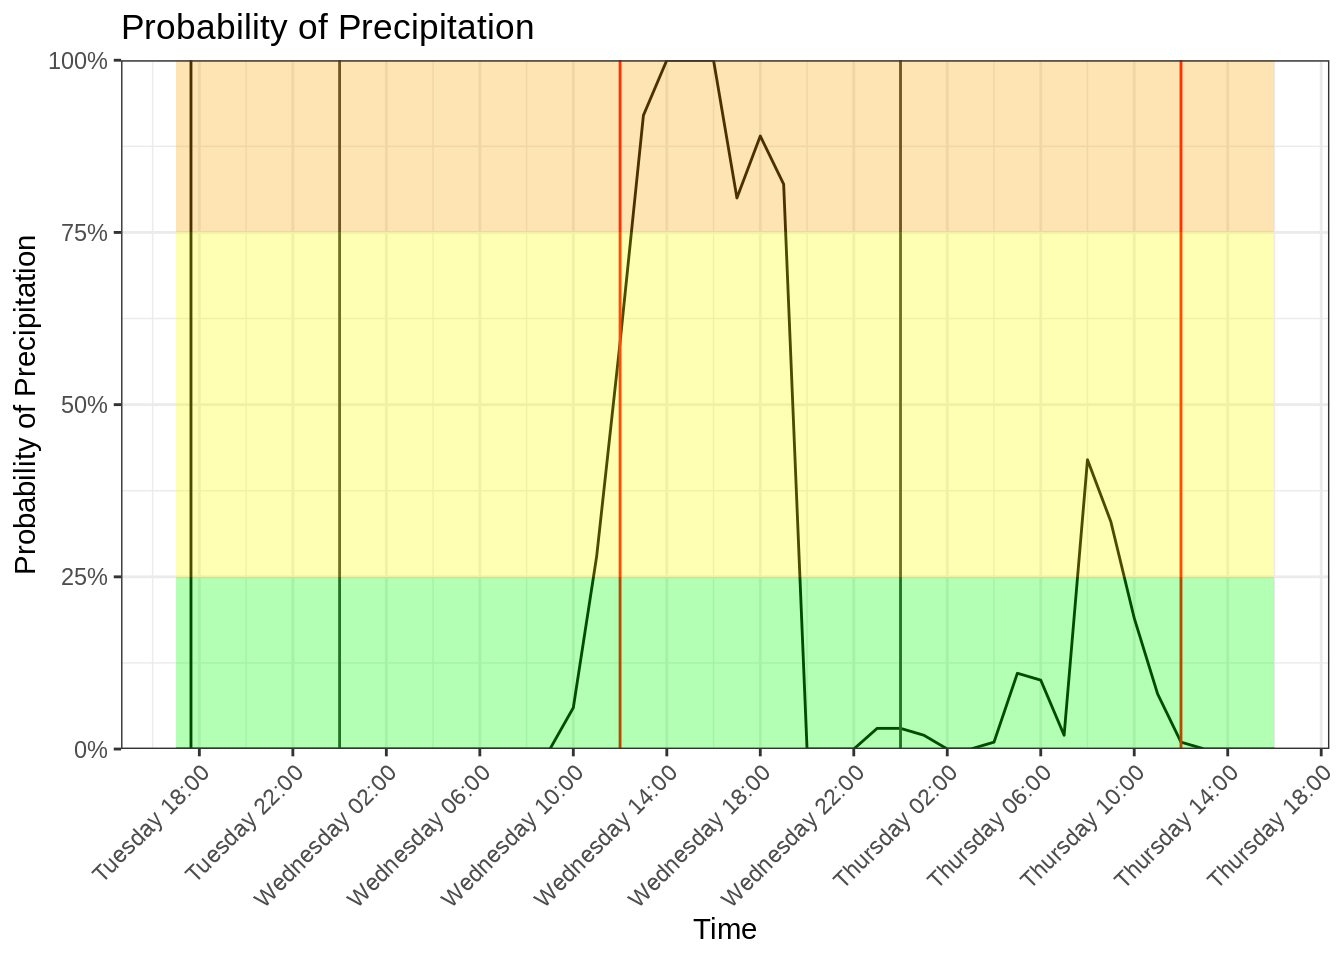 Probability of Precipitation
Probability of Precipitation
100%
75%
50%
25%
0%
Tuesday 18:00
Tuesday 22:00
Wednesday 02:00
Wednesday 06:00
Wednesday 10:00
Wednesday 14:00
Wednesday 18:00
Wednesday 22:00
Thursday 02:00
Thursday 06:00
Thursday 10:00
Thursday 14:00
Thursday 18:00
Time